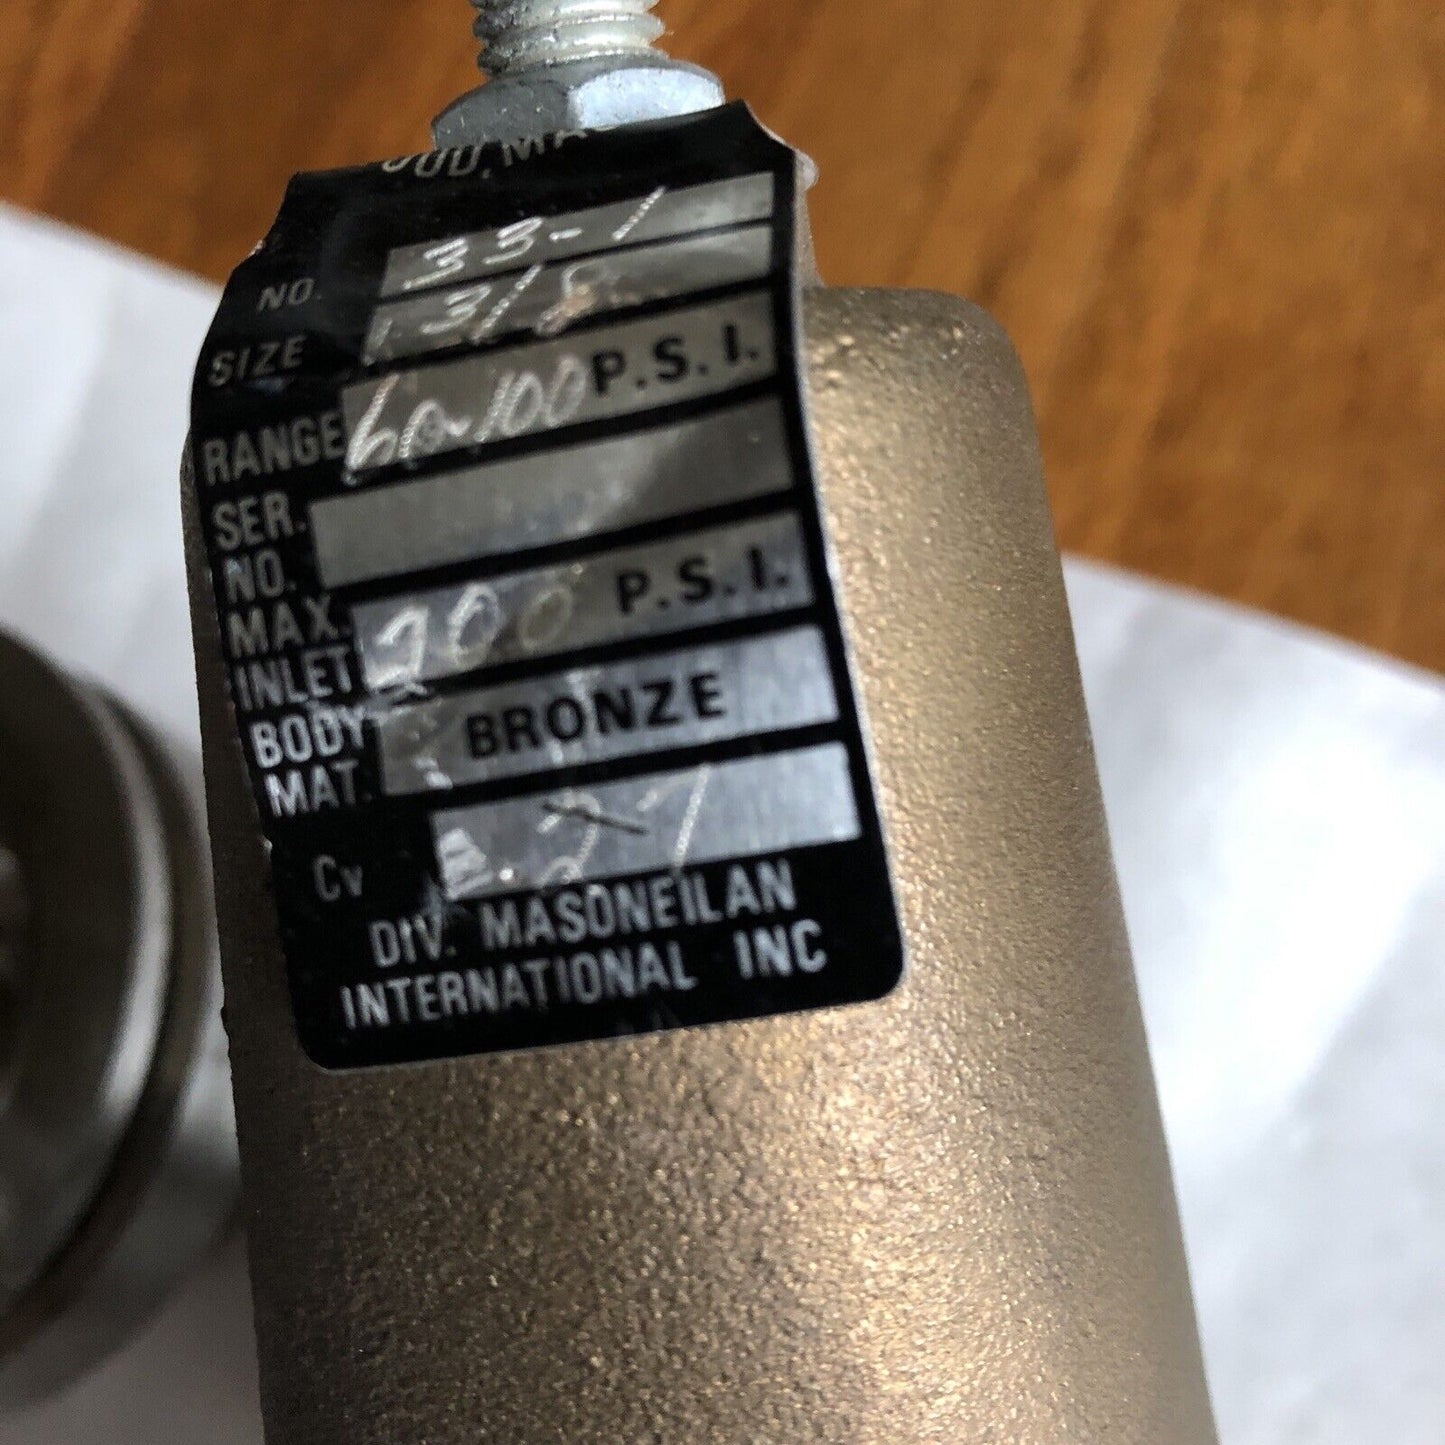 NO. 33-1
SIZE 3/8
RANGE 60-100 P.S.I.
SER.
NO.
MAX.
INLET 200 P.S.I.
BODY
MAT. BRONZE
Cv
DIV. MASONEILAN
INTERNATIONAL INC